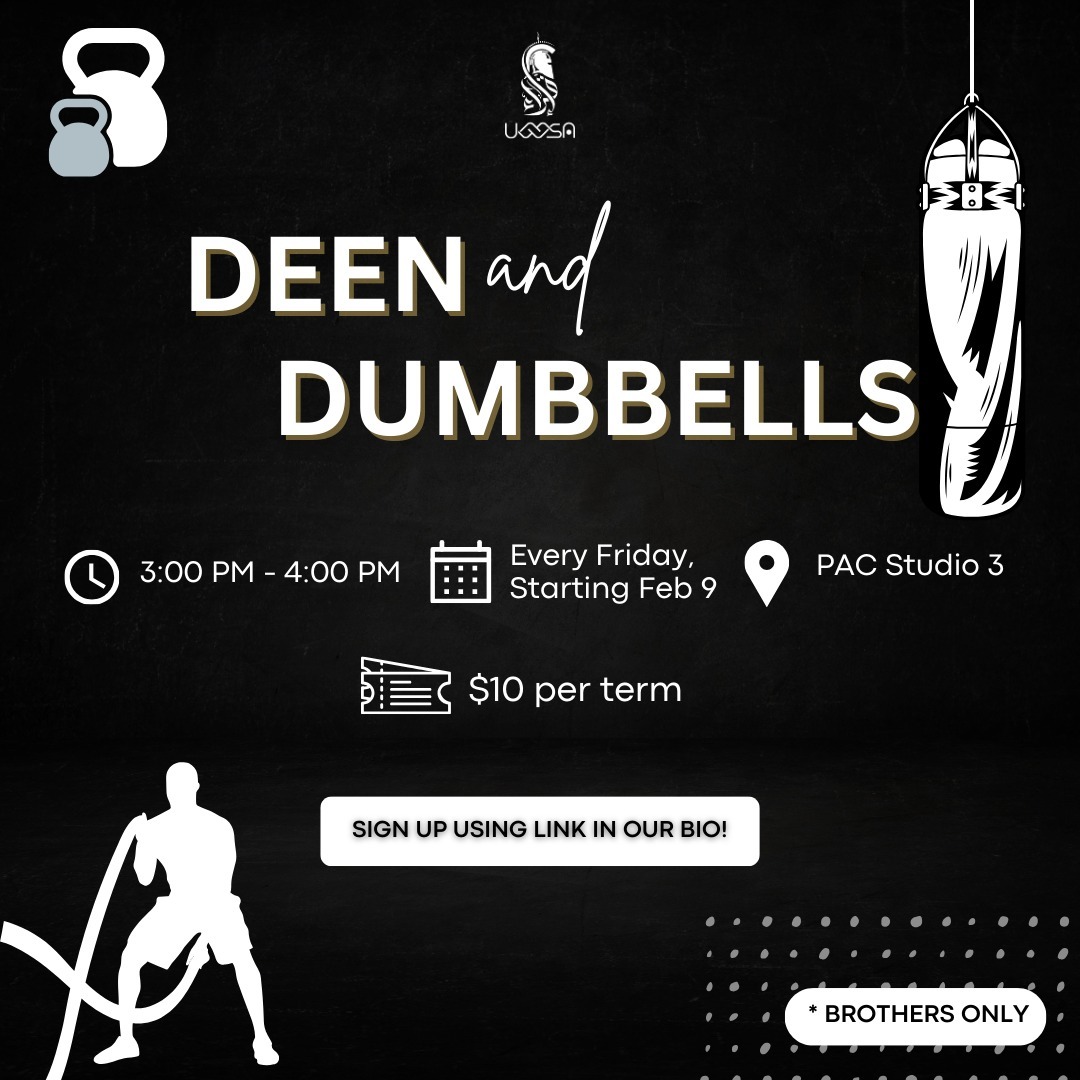 DEEN and
DUMBBELLS
3:00 PM - 4:00 PM
Every Friday,
Starting Feb 9
PAC Studio 3
$10 per term
SIGN UP USING LINK IN OUR BIO!
* BROTHERS ONLY